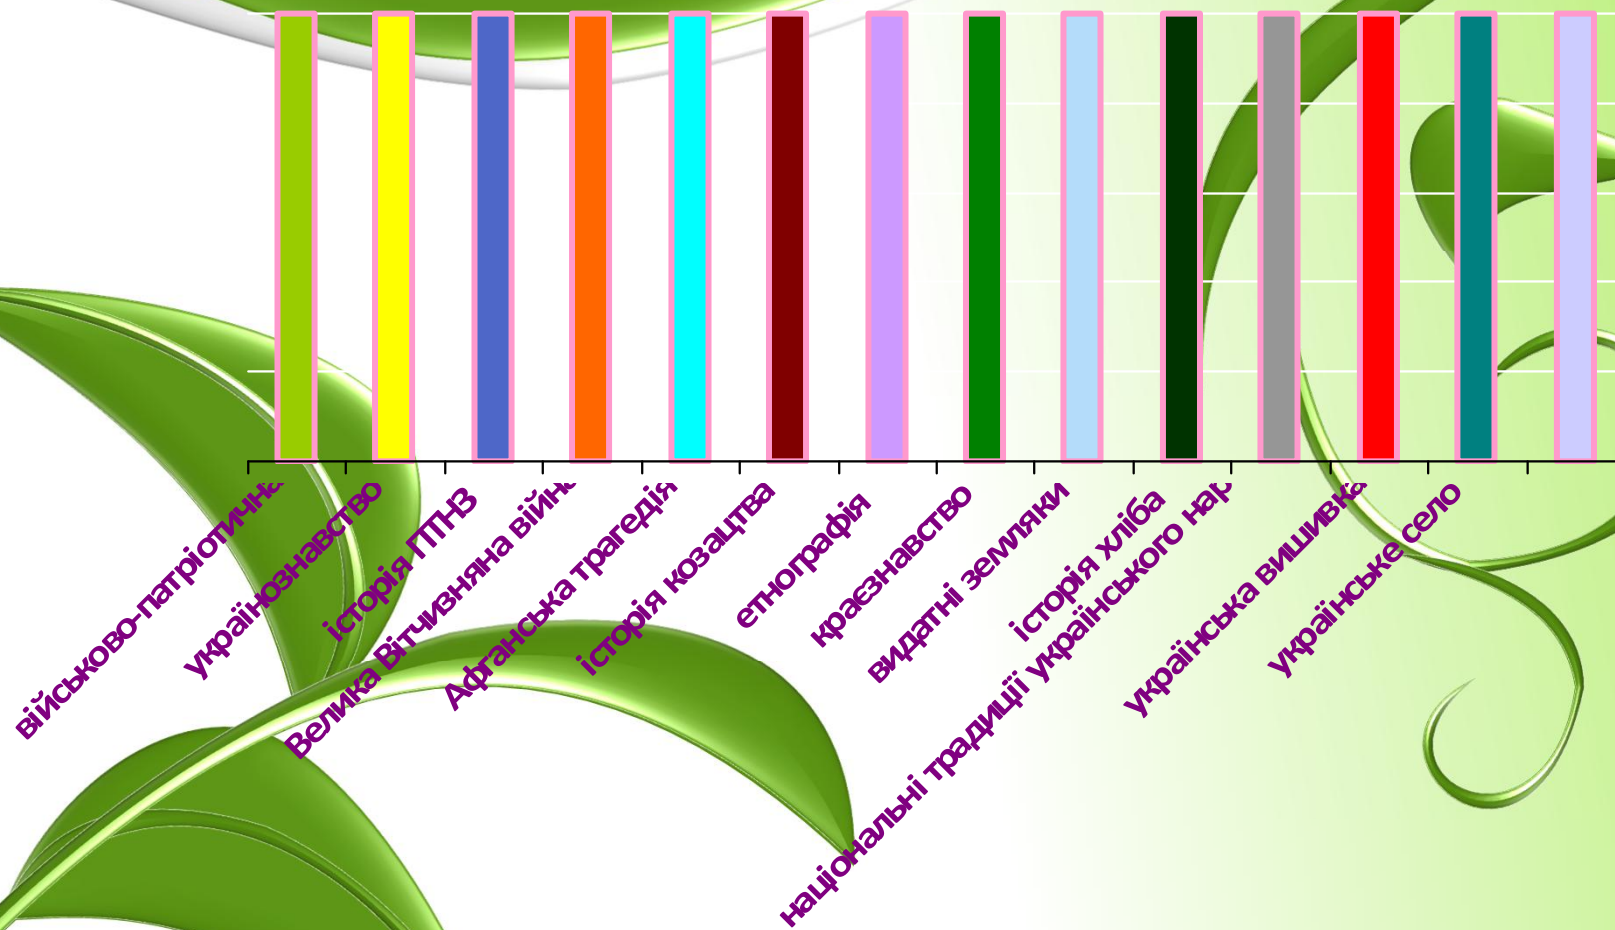 військово-патріотична
українознавство
історія ПТНЗ
Велика Вітчизняна війна
Афганська трагедія
історія козацтва
етнографія
краєзнавство
видатні земляки
історія хліба
національні традиції українського нар
українська вишивка
українське село